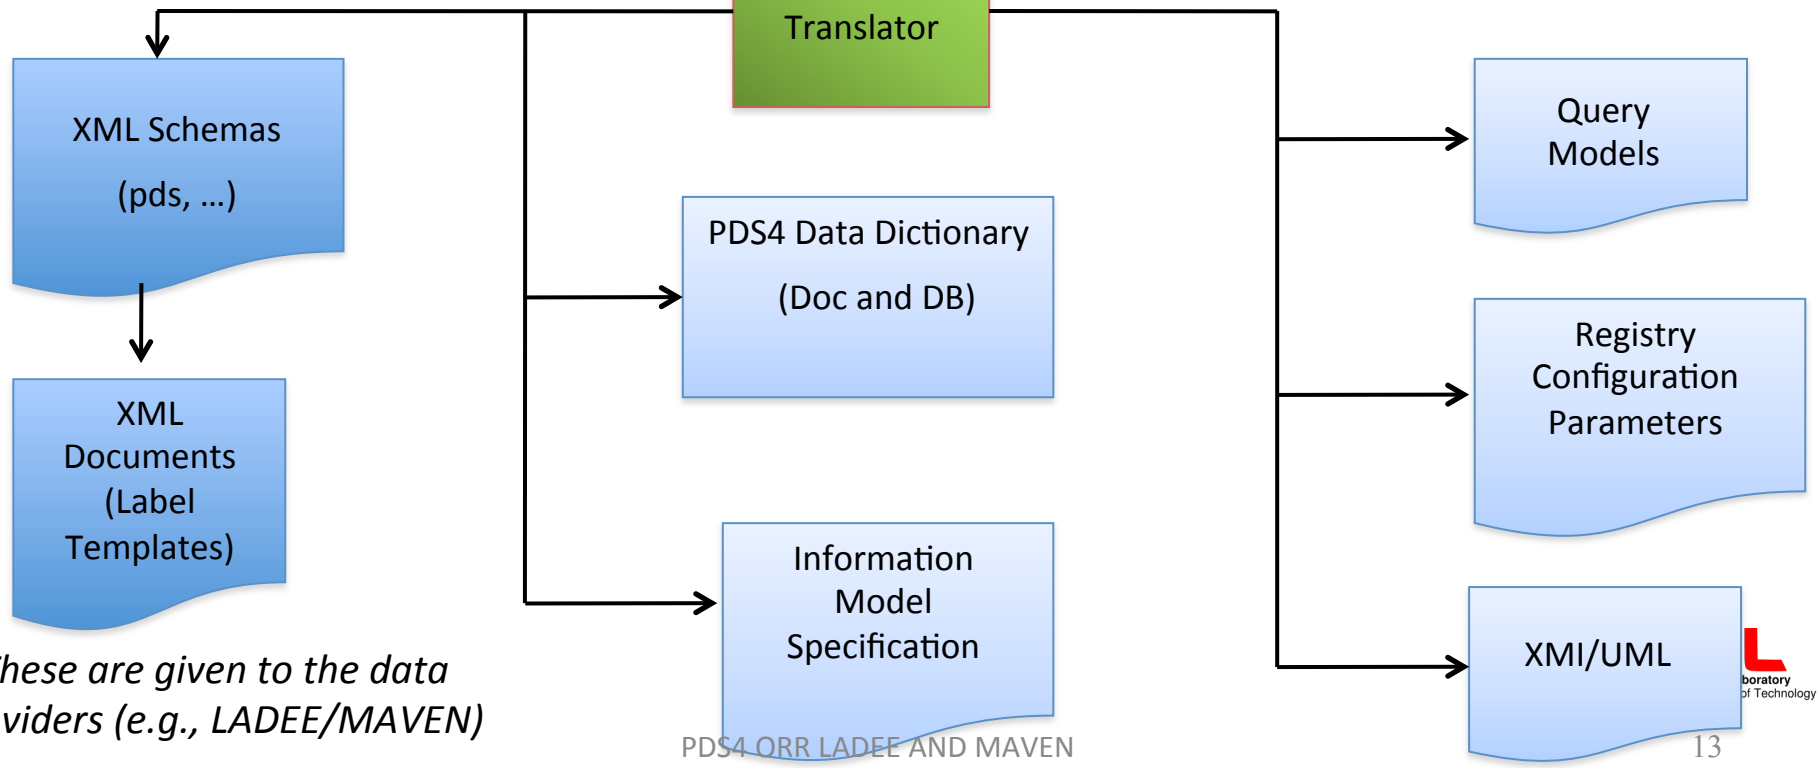 Translator
XML Schemas
(pds, …)
Query
Models
PDS4 Data Dictionary
(Doc and DB)
Registry
Configuration
Parameters
XML
Documents
(Label
Templates)
Information
Model
Specification
XMI/UML
boratory
of Technology
hese are given to the data
viders (e.g., LADEE/MAVEN)
PDS4 ORR LADEE AND MAVEN
13